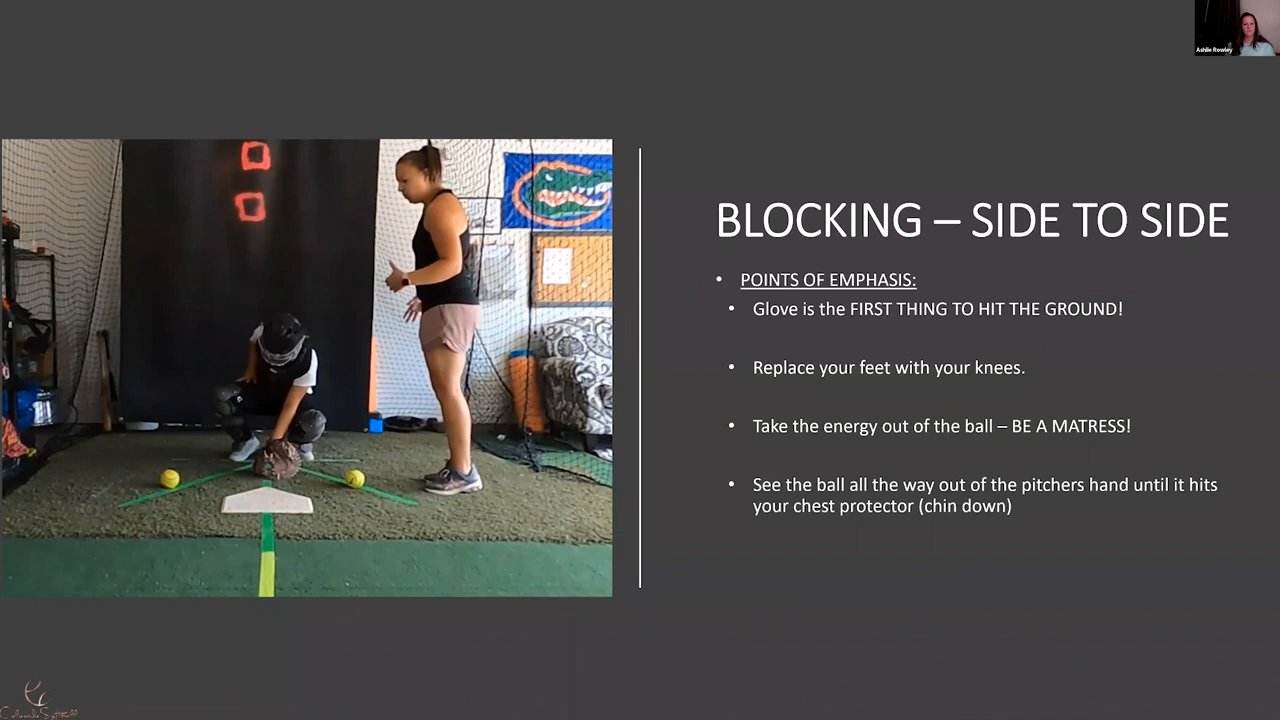 Ashlie Rowley
BLOCKING – SIDE TO SIDE
• POINTS OF EMPHASIS:
• Glove is the FIRST THING TO HIT THE GROUND!
• Replace your feet with your knees.
• Take the energy out of the ball – BE A MATRESS!
• See the ball all the way out of the pitchers hand until it hits
your chest protector (chin down)